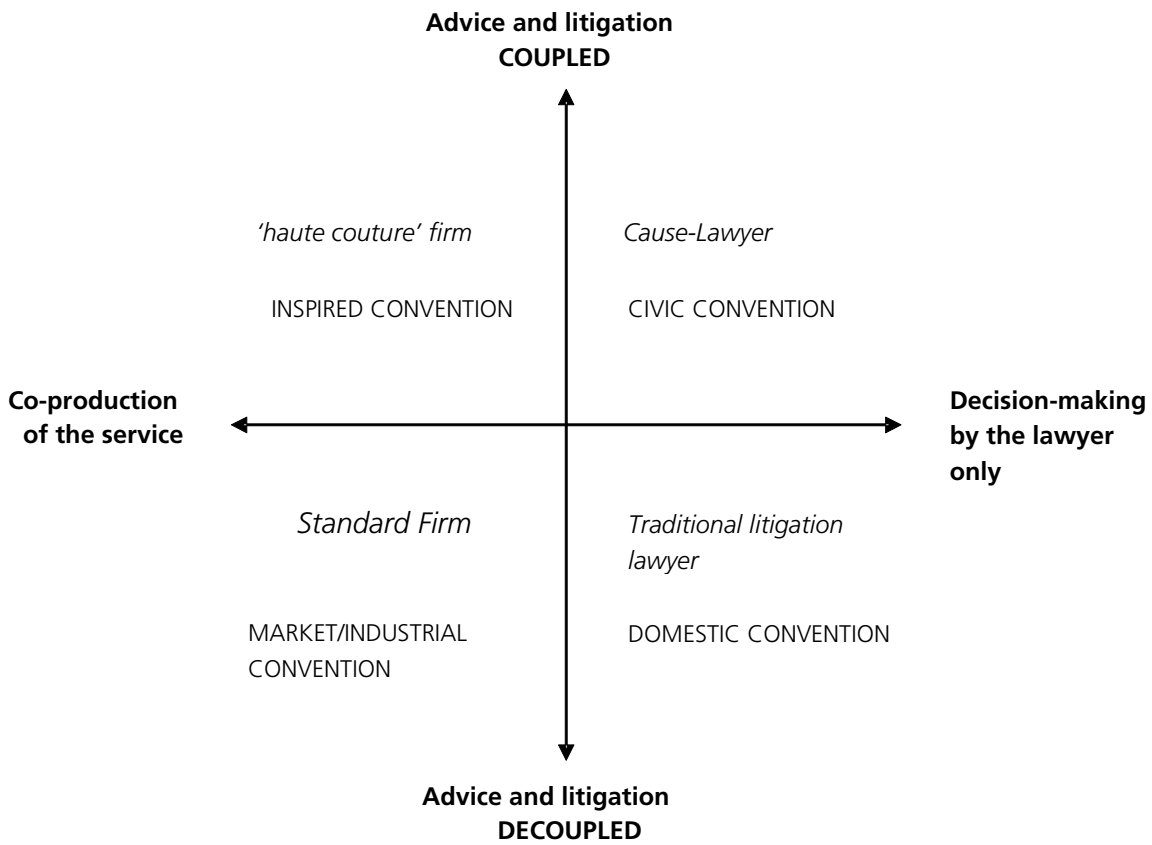 Advice and litigation
COUPLED
‘haute couture’ firm
Cause-Lawyer
INSPIRED CONVENTION
CIVIC CONVENTION
Co-production
of the service
Decision-making
by the lawyer
only
Standard Firm
Traditional litigation
lawyer
MARKET/INDUSTRIAL
CONVENTION
DOMESTIC CONVENTION
Advice and litigation
DECOUPLED